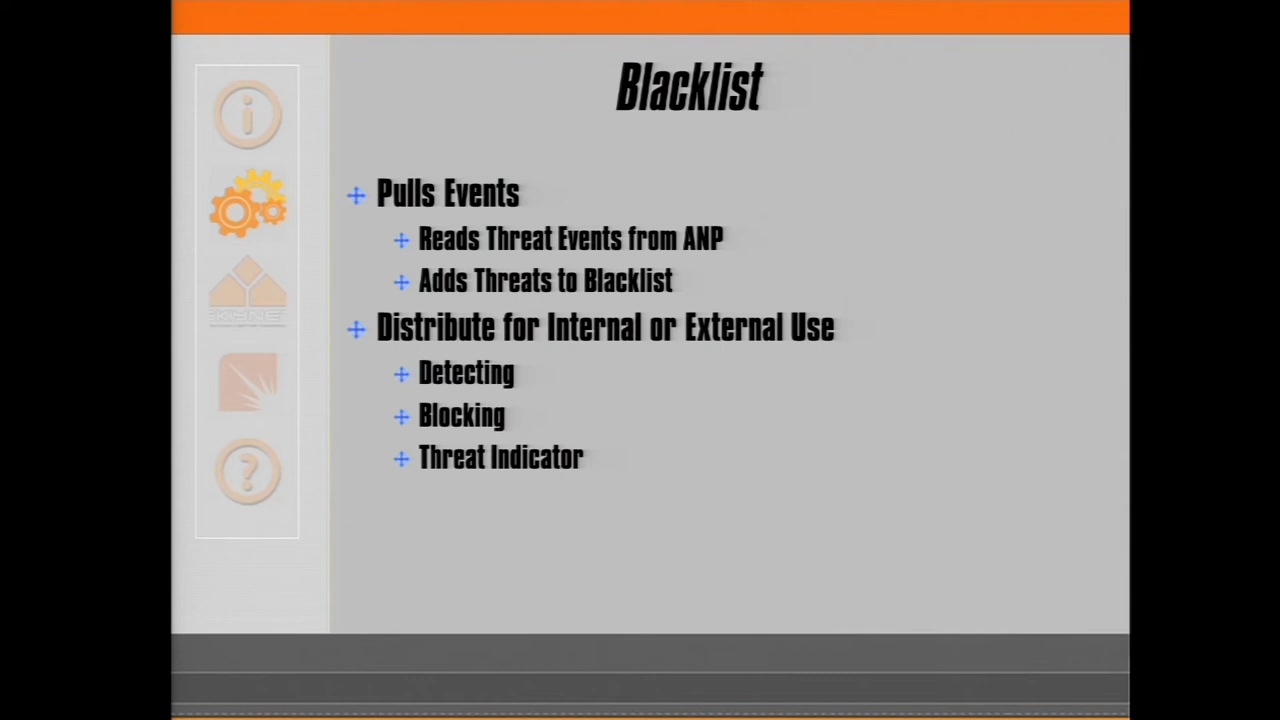 Blacklist
Pulls Events
Reads Threat Events from ANP
Adds Threats to Blacklist
Distribute for Internal or External Use
Detecting
Blocking
Threat Indicator